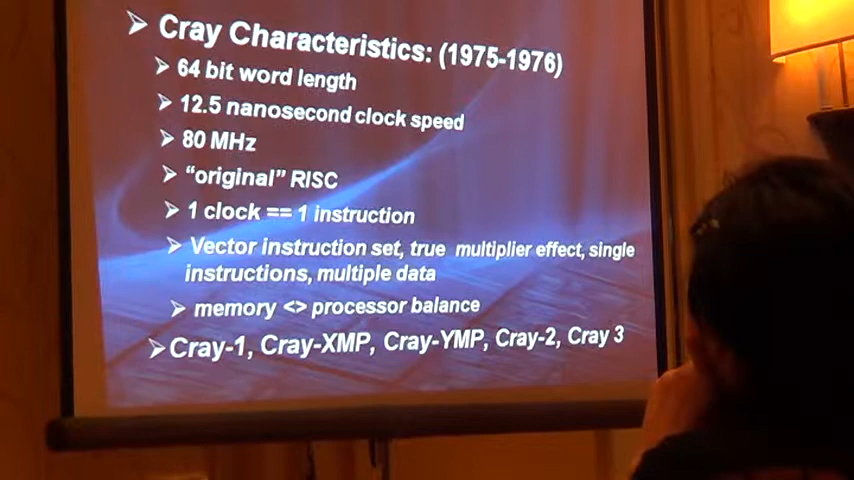 ➢ Cray Characteristics: (1975-1976)
➢ 64 bit word length
➢ 12.5 nanosecond clock speed
➢ 80 MHz
➢ "original" RISC
➢ 1 clock == 1 instruction
➢ Vector instruction set, true multiplier effect, single
instructions, multiple data
➢ memory <> processor balance
➢ Cray-1, Cray-XMP, Cray-YMP, Cray-2, Cray 3